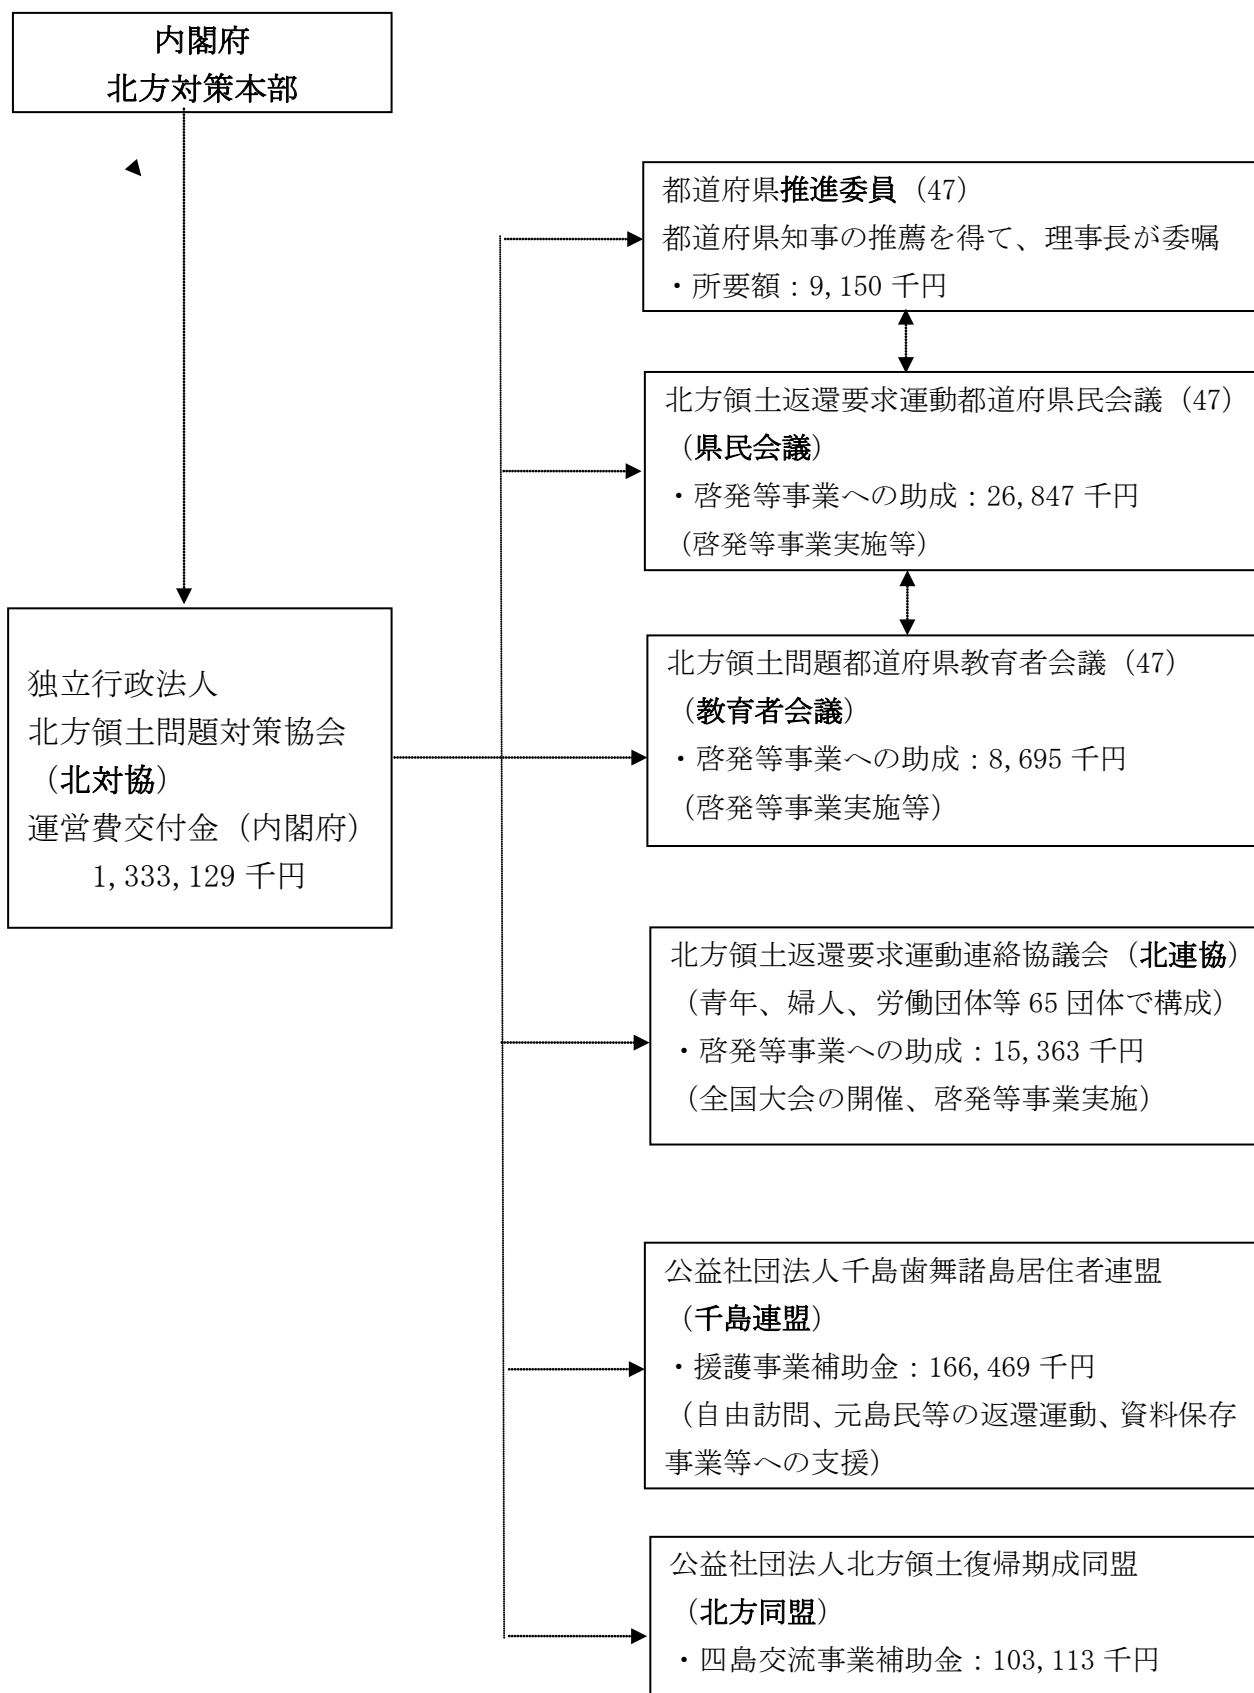 内閣府
北方対策本部
都道府県推進委員（47）
都道府県知事の推薦を得て、理事長が委嘱
・所要額：9,150 千円
北方領土返還要求運動都道府県民会議（47）
（県民会議）
・啓発等事業への助成：26,847 千円
（啓発等事業実施等）
独立行政法人
北方領土問題対策協会
（北対協）
運営費交付金（内閣府）
1,333,129 千円
北方領土問題都道府県教育者会議（47）
（教育者会議）
・啓発等事業への助成：8,695 千円
（啓発等事業実施等）
北方領土返還要求運動連絡協議会（北連協）
（青年、婦人、労働団体等 65 団体で構成）
・啓発等事業への助成：15,363 千円
（全国大会の開催、啓発等事業実施）
公益社団法人千島歯舞諸島居住者連盟
（千島連盟）
・援護事業補助金：166,469 千円
（自由訪問、元島民等の返還運動、資料保存
事業等への支援）
公益社団法人北方領土復帰期成同盟
（北方同盟）
・四島交流事業補助金：103,113 千円